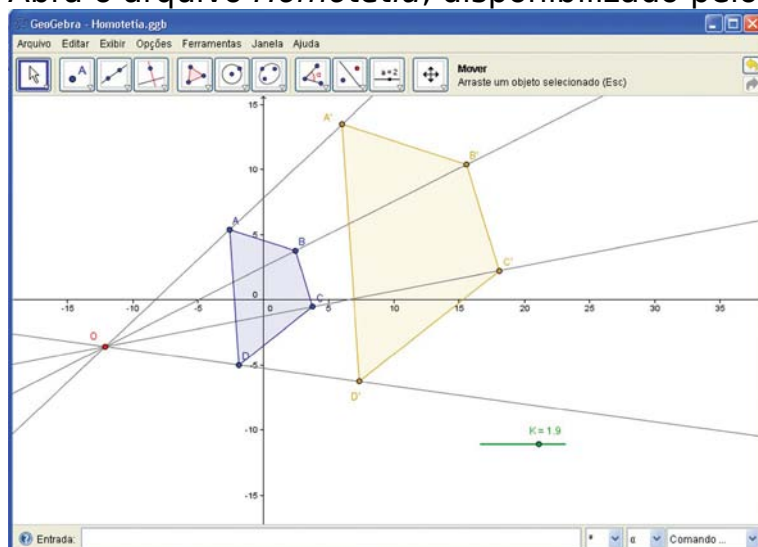 Abra o arquivo Homotetia, disponibilizado pelo
GeoGebra - Homotetia.ggb
Arquivo Editar Exibir Opções Ferramentas Janela Ajuda
A
α
a=2
Mover
Arraste um objeto selecionado (Esc)
15
A'
10
B'
A
5
B
C'
0
C
-15 -10 -5 0 5 10 15 20 25 30 35
O
D
-5
D'
-10
K = 1.9
-15
Entrada:
α
Comando ...